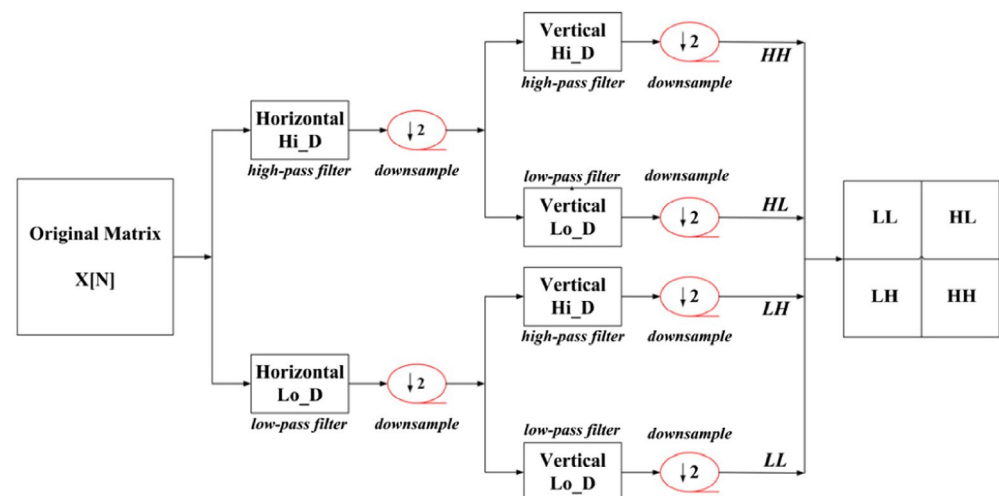 Vertical
Hi_D
high-pass filter
↓ 2
downsample
HH
Horizontal
Hi_D
high-pass filter
↓ 2
downsample
low-pass filter
Vertical
Lo_D
downsample
↓ 2
HL
Original Matrix
X[N]
LL
HL
LH
HH
Vertical
Hi_D
high-pass filter
↓ 2
downsample
LH
Horizontal
Lo_D
low-pass filter
↓ 2
downsample
low-pass filter
Vertical
Lo_D
downsample
↓ 2
LL